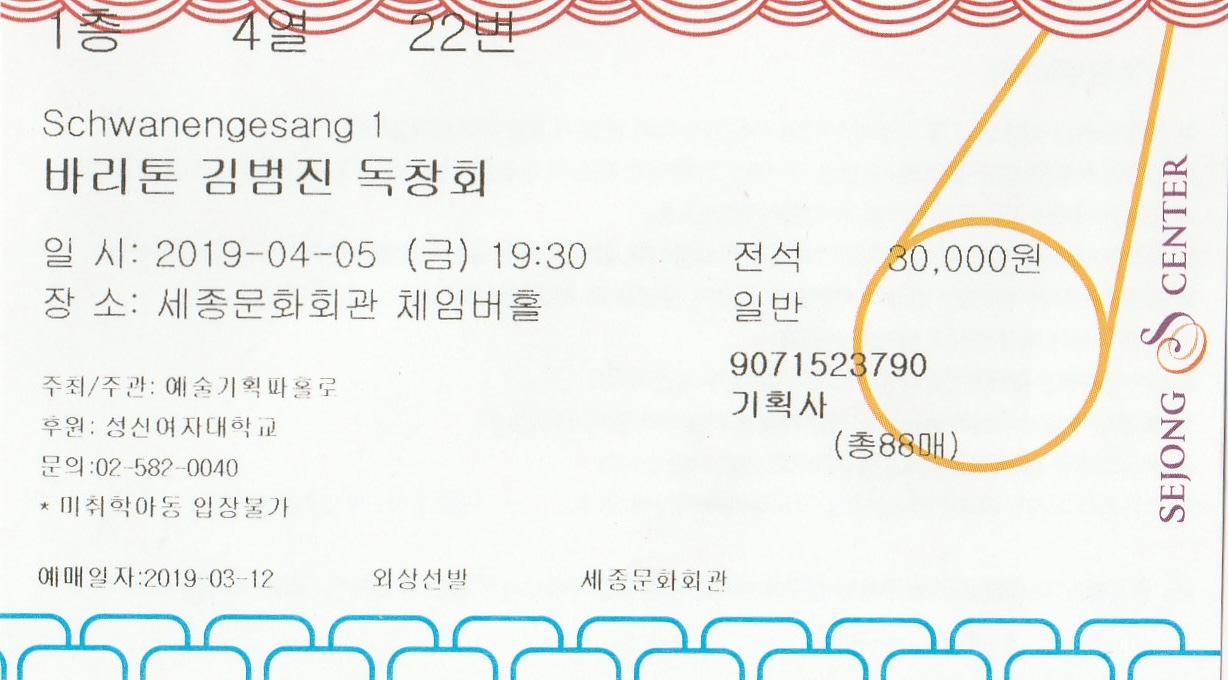 1층 4열 22번
Schwanengesang 1
바리톤 김범진 독창회
일 시: 2019-04-05 (금) 19:30
장 소: 세종문화회관 체임버홀
전석 30,000원
일반
9071523790
기획사
(총88매)
주최/주관: 예술기획파홀로
후원: 성신여자대학교
문의:02-582-0040
* 미취학아동 입장불가
예매일자:2019-03-12 외상선발 세종문화회관
SEJONG S CENTER